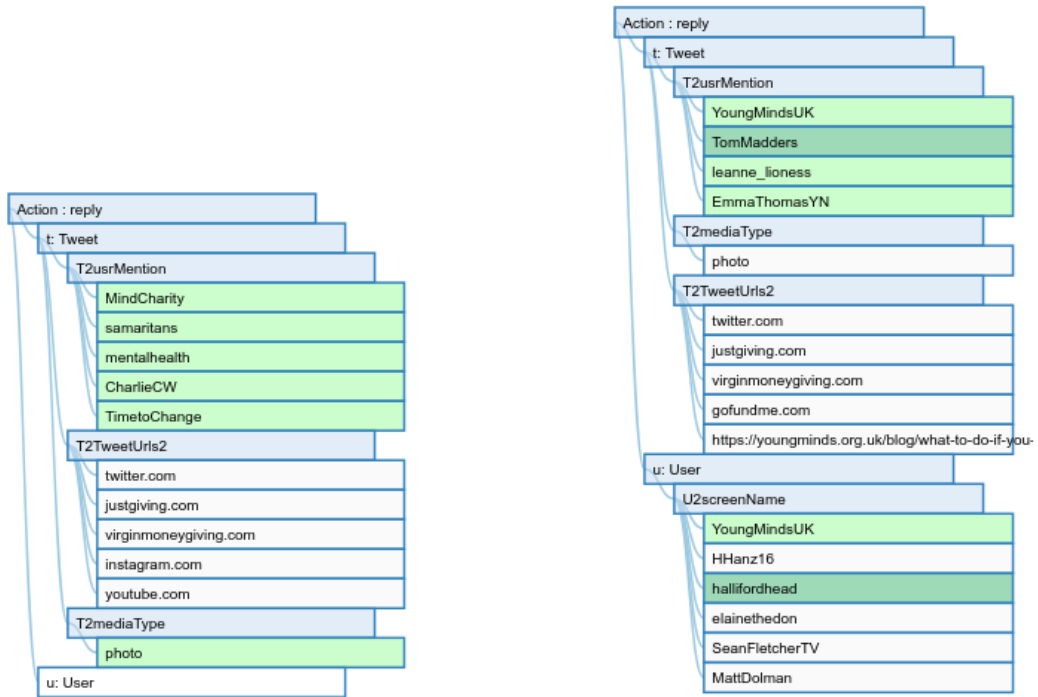 Action : reply
t: Tweet
T2usrMention
MindCharity
samaritans
mentalhealth
CharlieCW
TimetoChange
T2TweetUrls2
twitter.com
justgiving.com
virginmoneygiving.com
instagram.com
youtube.com
T2mediaType
photo
u: User
Action : reply
t: Tweet
T2usrMention
YoungMindsUK
TomMadders
leanne_lioness
EmmaThomasYN
T2mediaType
photo
T2TweetUrls2
twitter.com
justgiving.com
virginmoneygiving.com
gofundme.com
https://youngminds.org.uk/blog/what-to-do-if-you-
u: User
U2screenName
YoungMindsUK
HHanz16
hallifordhead
elainethedon
SeanFletcherTV
MattDolman